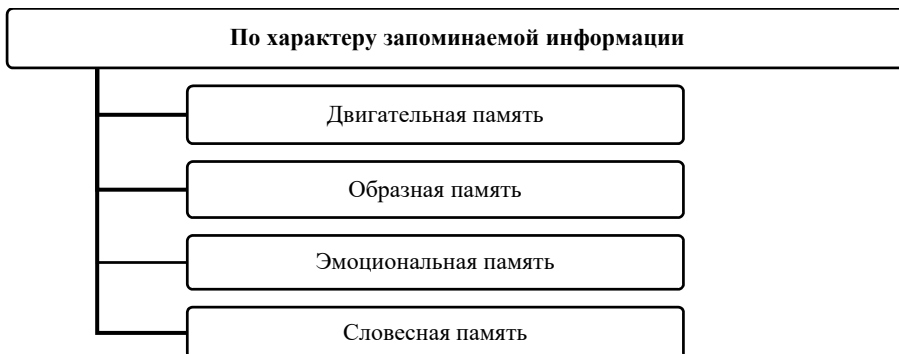 По характеру запоминаемой информации
Двигательная память
Образная память
Эмоциональная память
Словесная память